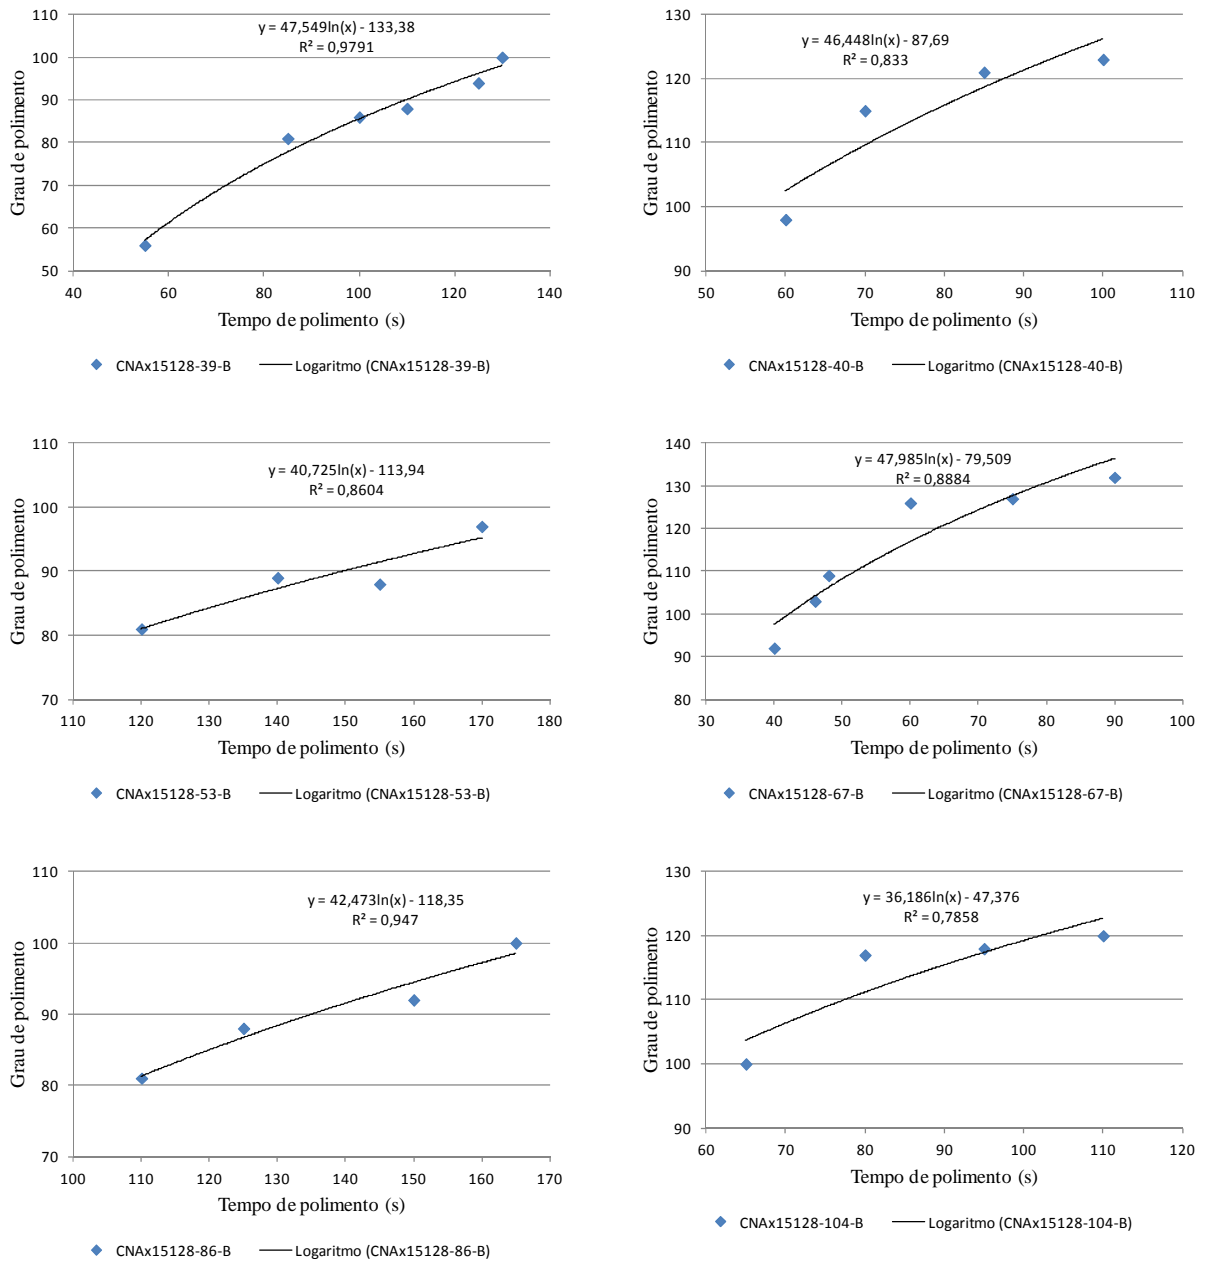 y = 47,549ln(x) - 133,38
R² = 0,9791
110
100
90
80
70
60
50
40 60 80 100 120 140
Grau de polimento
Tempo de polimento (s)
CNAx15128-39-B Logaritmo (CNAx15128-39-B)
y = 46,448ln(x) - 87,69
R² = 0,833
130
120
110
100
90
50 60 70 80 90 100 110
Grau de polimento
Tempo de polimento (s)
CNAx15128-40-B Logaritmo (CNAx15128-40-B)
y = 40,725ln(x) - 113,94
R² = 0,8604
110
100
90
80
70
110 120 130 140 150 160 170 180
Grau de polimento
Tempo de polimento (s)
CNAx15128-53-B Logaritmo (CNAx15128-53-B)
y = 47,985ln(x) - 79,509
R² = 0,8884
140
130
120
110
100
90
80
30 40 50 60 70 80 90 100
Grau de polimento
Tempo de polimento (s)
CNAx15128-67-B Logaritmo (CNAx15128-67-B)
y = 42,473ln(x) - 118,35
R² = 0,947
110
100
90
80
70
100 110 120 130 140 150 160 170
Grau de polimento
Tempo de polimento (s)
CNAx15128-86-B Logaritmo (CNAx15128-86-B)
y = 36,186ln(x) - 47,376
R² = 0,7858
130
120
110
100
90
60 70 80 90 100 110 120
Grau de polimento
Tempo de polimento (s)
CNAx15128-104-B Logaritmo (CNAx15128-104-B)